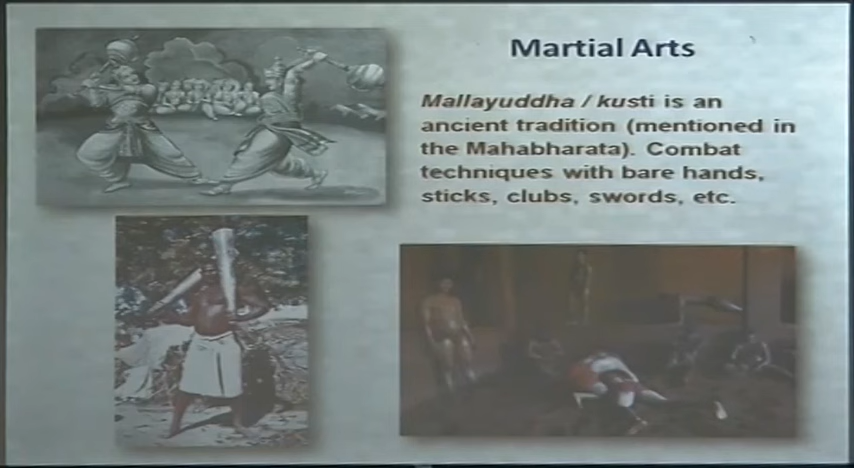 Martial Arts
Mallayuddha / kusti is an
ancient tradition (mentioned in
the Mahabharata). Combat
techniques with bare hands,
sticks, clubs, swords, etc.